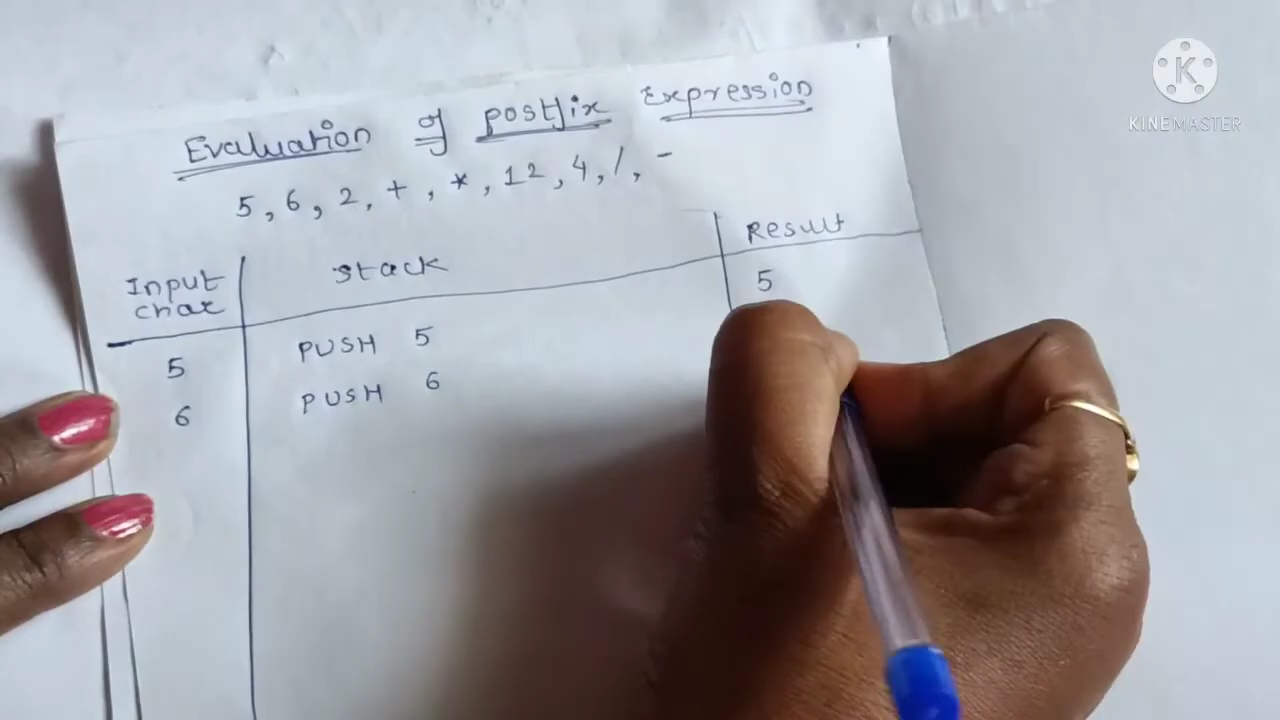 KINEMASTER
Evaluation of postfix Expression
5, 6, 2, +, *, 12, 4, /, -
Input char
Stack
Result
5
PUSH 5
5
6
PUSH 6